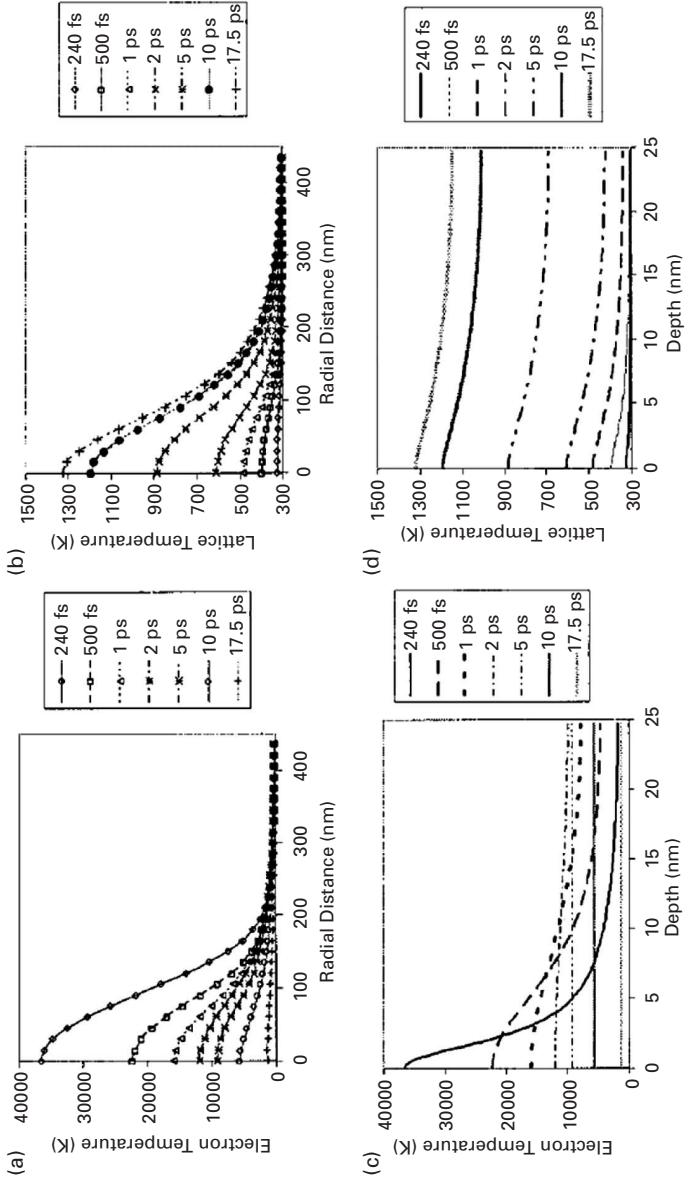 (a)
40000
30000
20000
10000
0
Electron Temperature (K)
0
100
200
300
400
Radial Distance (nm)
240 fs
500 fs
1 ps
2 ps
5 ps
10 ps
17.5 ps
(b)
1500
1300
1100
900
700
500
300
Lattice Temperature (K)
0
100
200
300
400
Radial Distance (nm)
240 fs
500 fs
1 ps
2 ps
5 ps
10 ps
17.5 ps
(c)
40000
30000
20000
10000
0
Electron Temperature (K)
0
5
10
15
20
25
Depth (nm)
240 fs
500 fs
1 ps
2 ps
5 ps
10 ps
17.5 ps
(d)
1500
1300
1100
900
700
500
300
Lattice Temperature (K)
0
5
10
15
20
25
Depth (nm)
240 fs
500 fs
1 ps
2 ps
5 ps
10 ps
17.5 ps